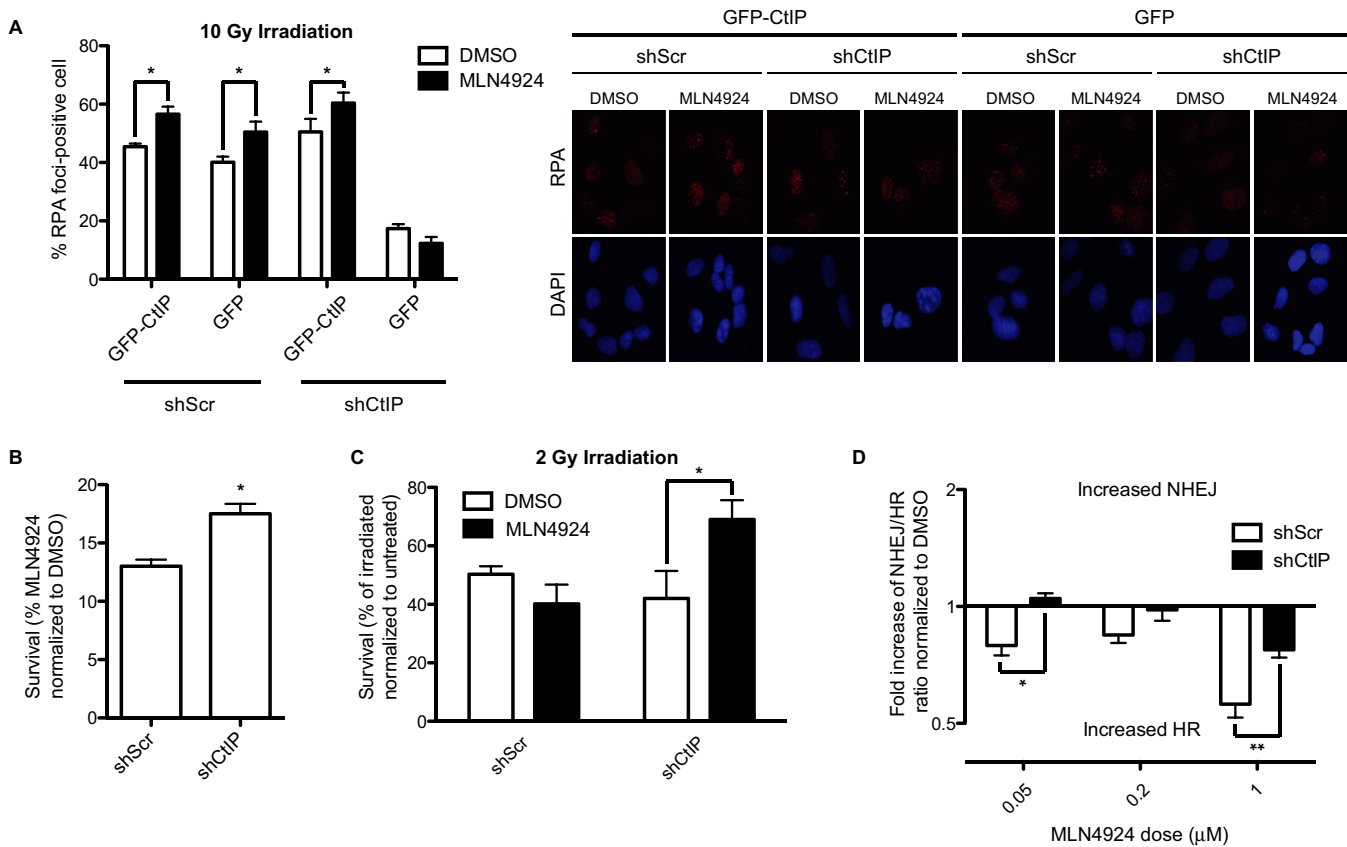 A
10 Gy Irradiation
DMSO
MLN4924
% RPA foci-positive cell
80
60
40
20
0
*
*
*
GFP-CtIP
GFP
GFP-CtIP
GFP
shScr
shCtIP
GFP-CtIP
GFP
shScr
shCtIP
shScr
shCtIP
DMSO
MLN4924
DMSO
MLN4924
DMSO
MLN4924
DMSO
MLN4924
RPA
DAPI
B
Survival (% MLN4924
normalized to DMSO)
20
15
10
5
0
*
shScr
shCtIP
C
2 Gy Irradiation
DMSO
MLN4924
Survival (% of irradiated
normalized to untreated)
80
60
40
20
0
*
shScr
shCtIP
D
Fold increase of NHEJ/HR
ratio normalized to DMSO
2
1
0.5
Increased NHEJ
shScr
shCtIP
Increased HR
*
**
0.05
0.2
1
MLN4924 dose (µM)